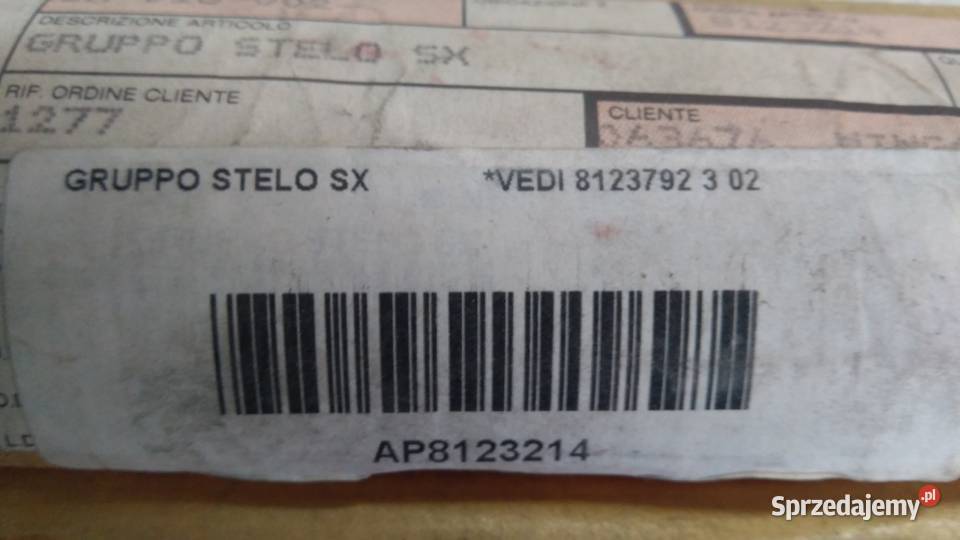 DESCRIZIONE ARTICOLO
GRUPPO STELO SX
RIF. ORDINE CLIENTE
1277
CLIENTE
GRUPPO STELO SX *VEDI 8123792 3 02
AP8123214
Sprzedajemy.pl